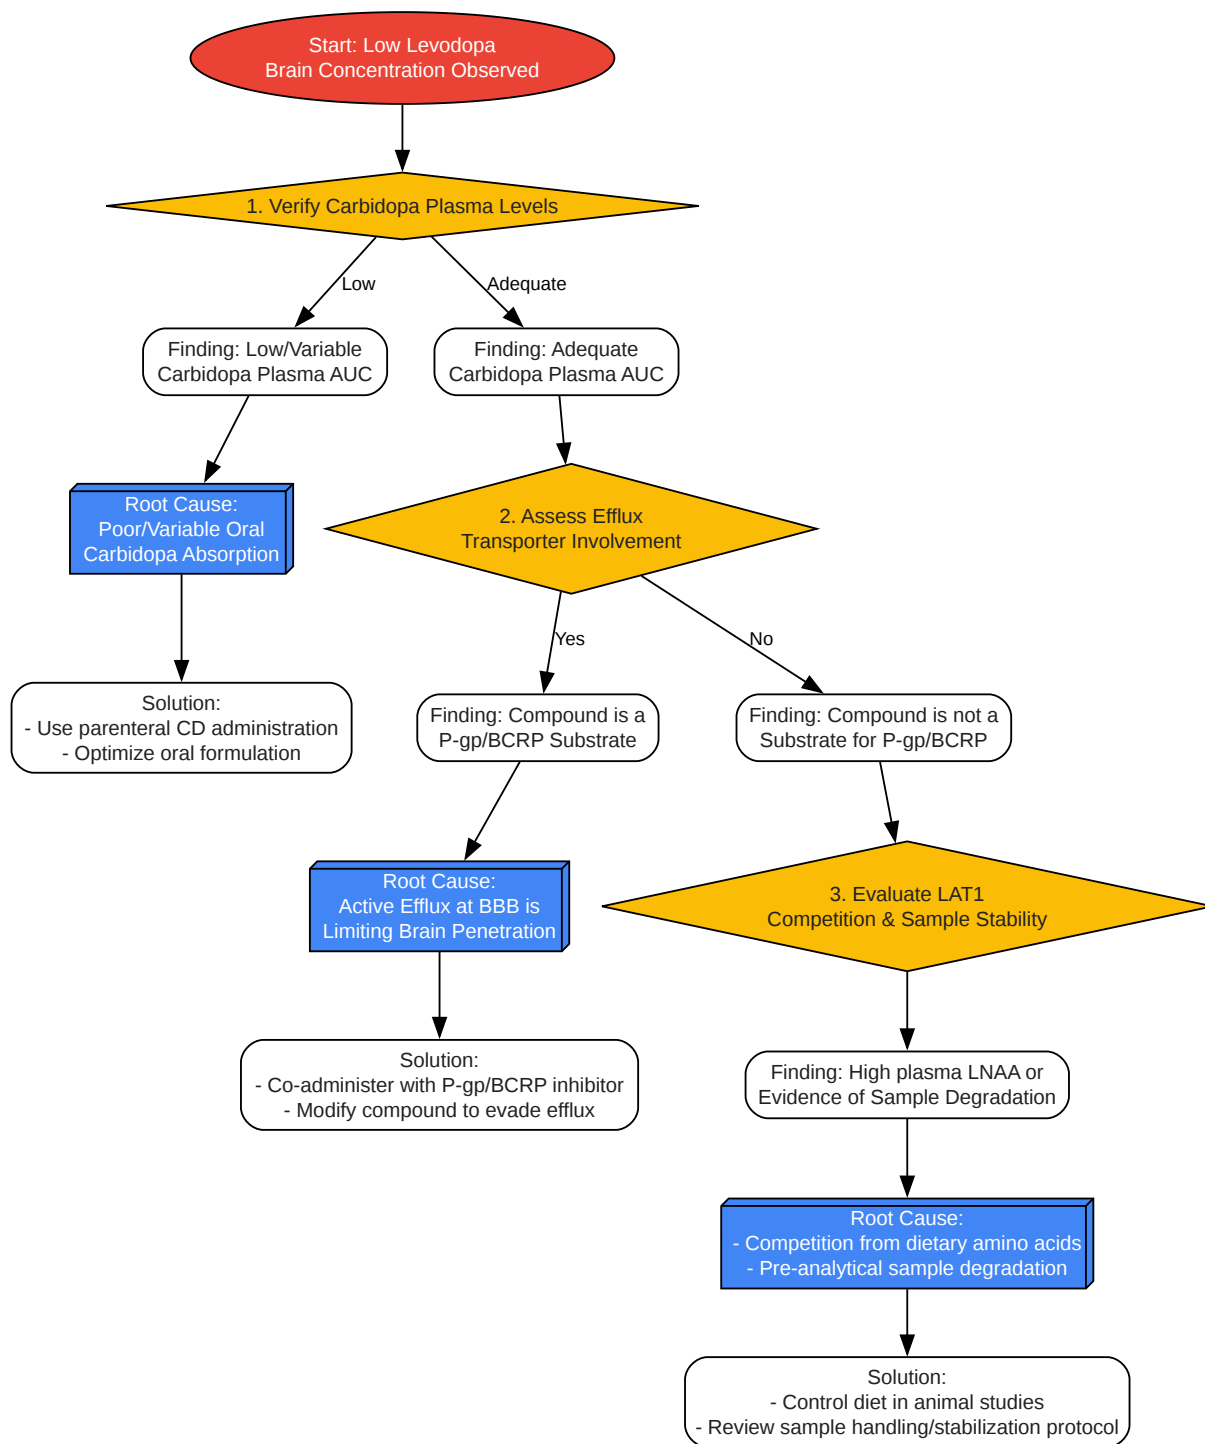 Start: Low Levodopa
Brain Concentration Observed
1. Verify Carbidopa Plasma Levels
Low
Adequate
Finding: Low/Variable
Carbidopa Plasma AUC
Finding: Adequate
Carbidopa Plasma AUC
Root Cause:
Poor/Variable Oral
Carbidopa Absorption
2. Assess Efflux
Transporter Involvement
Yes
No
Solution:
- Use parenteral CD administration
- Optimize oral formulation
Finding: Compound is a
P-gp/BCRP Substrate
Finding: Compound is not a
Substrate for P-gp/BCRP
Root Cause:
Active Efflux at BBB is
Limiting Brain Penetration
3. Evaluate LAT1
Competition & Sample Stability
Solution:
- Co-administer with P-gp/BCRP inhibitor
- Modify compound to evade efflux
Finding: High plasma LNAA or
Evidence of Sample Degradation
Root Cause:
- Competition from dietary amino acids
- Pre-analytical sample degradation
Solution:
- Control diet in animal studies
- Review sample handling/stabilization protocol